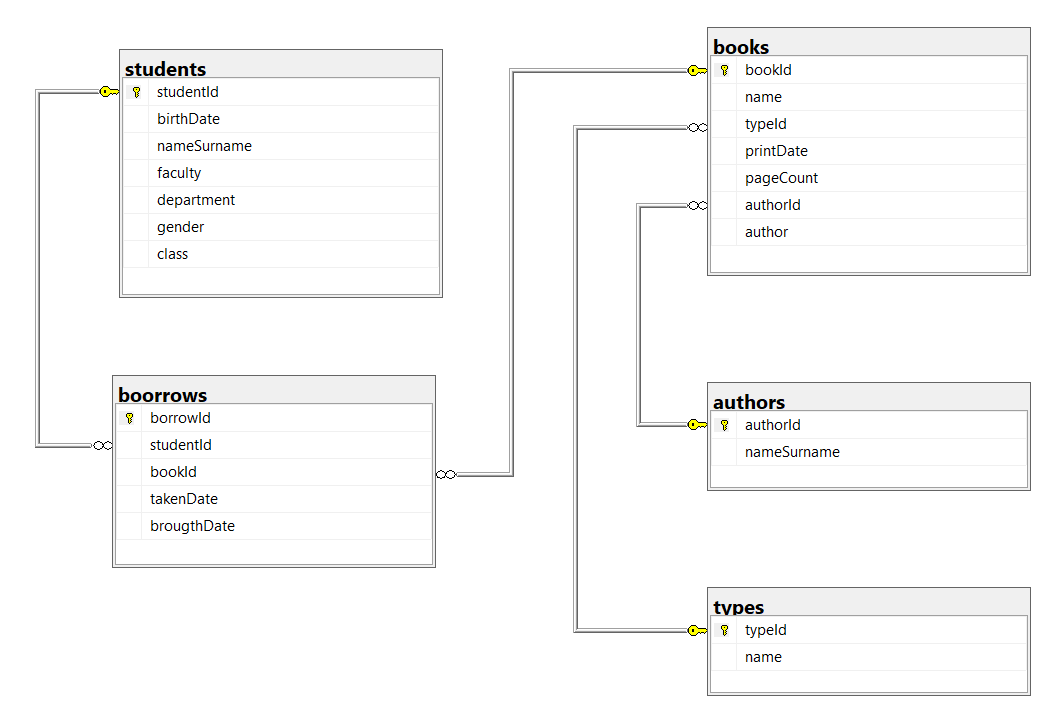 students
studentId
birthDate
nameSurname
faculty
department
gender
class
boorrows
borrowId
studentId
bookId
takenDate
brougthDate
books
bookId
name
typeId
printDate
pageCount
authorId
author
authors
authorId
nameSurname
types
typeId
name